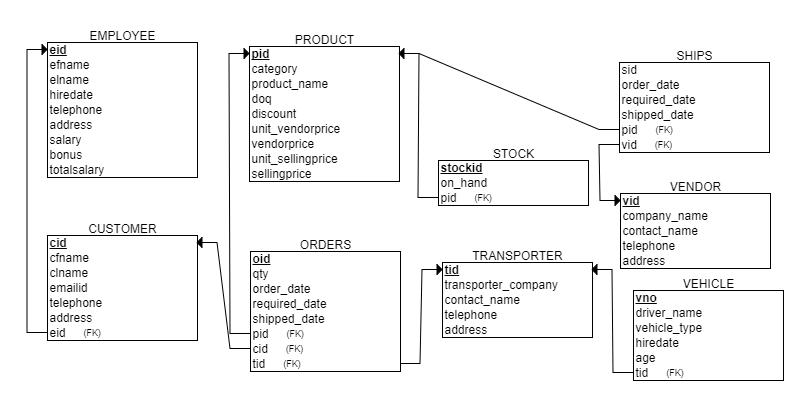 EMPLOYEE
eid
efname
elname
hiredate
telephone
address
salary
bonus
totalsalary
PRODUCT
pid
category
product_name
doq
discount
unit_vendorprice
vendorprice
unit_sellingprice
sellingprice
SHIPS
sid
order_date
required_date
shipped_date
pid (FK)
vid (FK)
STOCK
stockid
on_hand
pid (FK)
VENDOR
vid
company_name
contact_name
telephone
address
CUSTOMER
cid
cfname
clname
emailid
telephone
address
eid (FK)
ORDERS
oid
qty
order_date
required_date
shipped_date
pid (FK)
cid (FK)
tid (FK)
TRANSPORTER
tid
transporter_company
contact_name
telephone
address
VEHICLE
vno
driver_name
vehicle_type
hiredate
age
tid (FK)